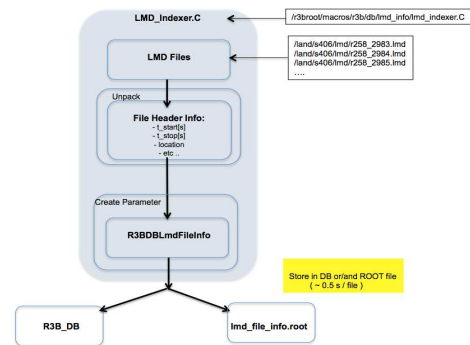 LMD_Indexer.C
/r3broot/macros/r3b/db/lmd_info/lmd_indexer.C
LMD Files
/land/s406/lmd/r258_2983.lmd
/land/s406/lmd/r258_2984.lmd
/land/s406/lmd/r258_2985.lmd
....
Unpack
File Header Info:
- t_start[s]
- t_stop[s]
- location
- etc ..
Create Parameter
R3BDBLmdFileInfo
Store in DB or/and ROOT file
( ~ 0.5 s / file )
R3B_DB
lmd_file_info.root